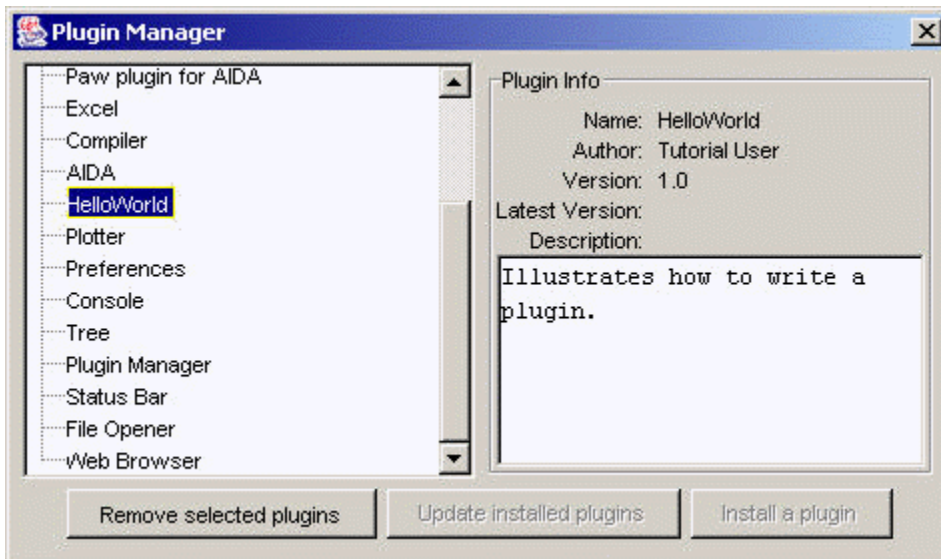 Plugin Manager
Paw plugin for AIDA
Excel
Compiler
AIDA
HelloWorld
Plotter
Preferences
Console
Tree
Plugin Manager
Status Bar
File Opener
Web Browser
Plugin Info
Name: HelloWorld
Author: Tutorial User
Version: 1.0
Latest Version:
Description:
Illustrates how to write a
plugin.
Remove selected plugins
Update installed plugins
Install a plugin